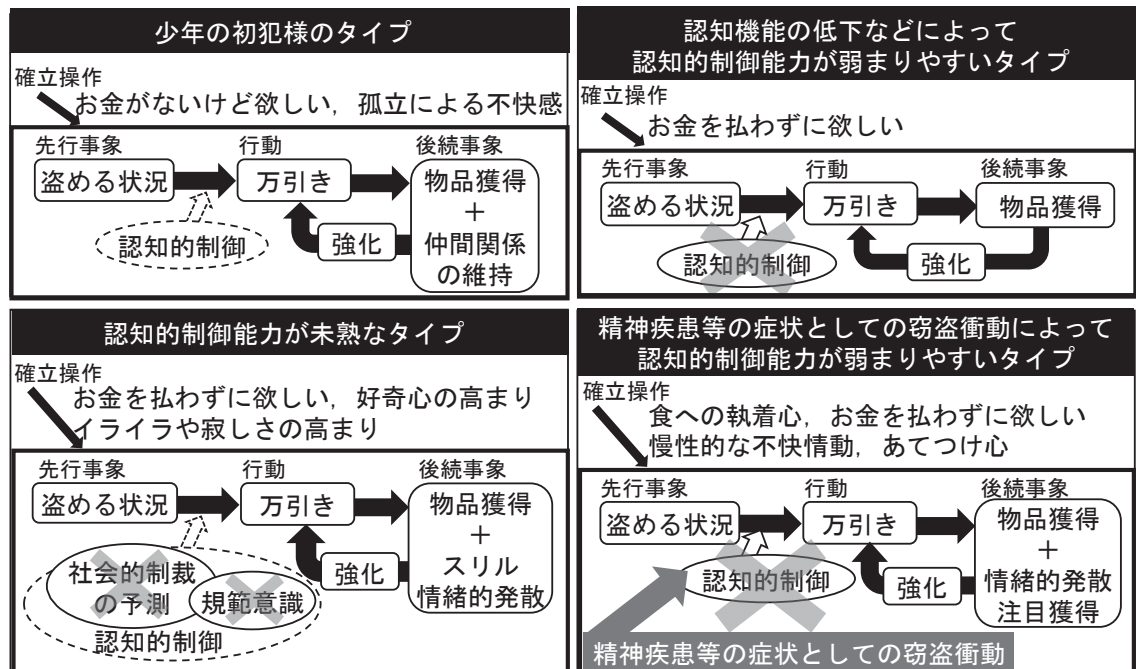 少年の初犯様のタイプ
確立操作
お金がないけど欲しい，孤立による不快感
先行事象
行動
後続事象
盗める状況
万引き
物品獲得
＋
仲間関係
の維持
認知的制御
強化
認知機能の低下などによって
認知的制御能力が弱まりやすいタイプ
確立操作
お金を払わずに欲しい
先行事象
行動
後続事象
盗める状況
万引き
物品獲得
認知的制御
強化
認知的制御能力が未熟なタイプ
確立操作
お金を払わずに欲しい，好奇心の高まり
イライラや寂しさの高まり
先行事象
行動
後続事象
盗める状況
万引き
物品獲得
＋
スリル
情緒的発散
社会的制裁
の予測
規範意識
認知的制御
強化
精神疾患等の症状としての窃盗衝動によって
認知的制御能力が弱まりやすいタイプ
確立操作
食への執着心，お金を払わずに欲しい
慢性的な不快情動，あてつけ心
先行事象
行動
後続事象
盗める状況
万引き
物品獲得
＋
情緒的発散
注目獲得
認知的制御
強化
精神疾患等の症状としての窃盗衝動